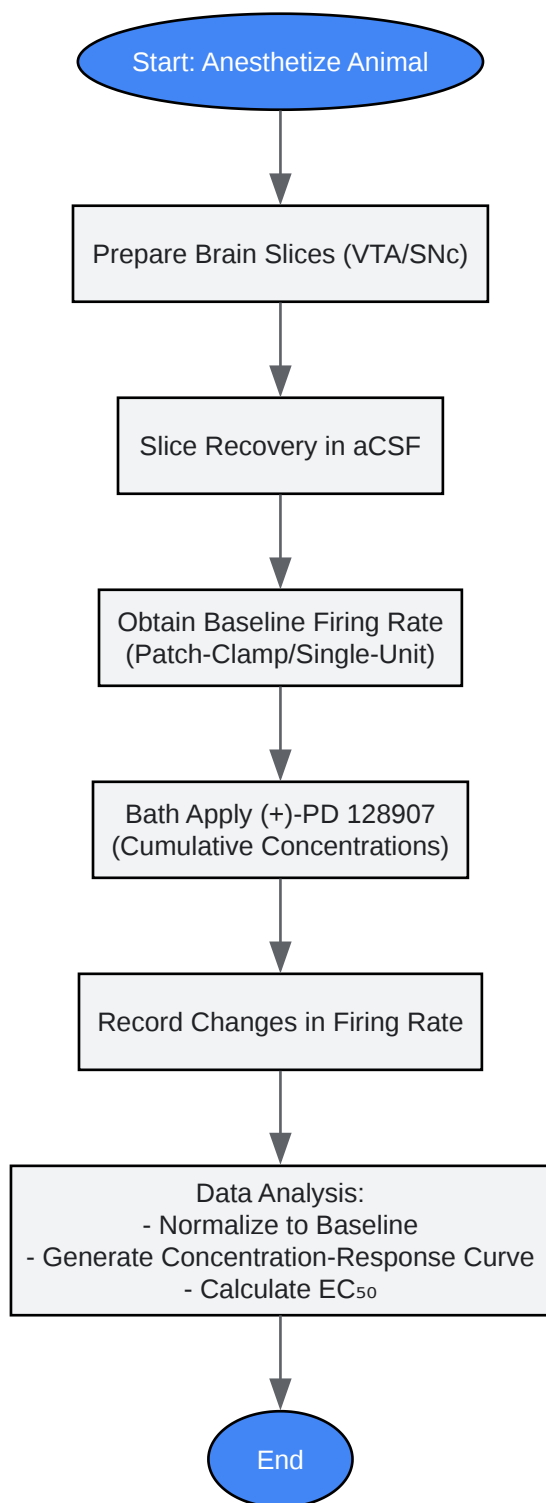 Start: Anesthetize Animal
Prepare Brain Slices (VTA/SNc)
Slice Recovery in aCSF
Obtain Baseline Firing Rate
(Patch-Clamp/Single-Unit)
Bath Apply (+)-PD 128907
(Cumulative Concentrations)
Record Changes in Firing Rate
Data Analysis:
- Normalize to Baseline
- Generate Concentration-Response Curve
- Calculate EC₅₀
End